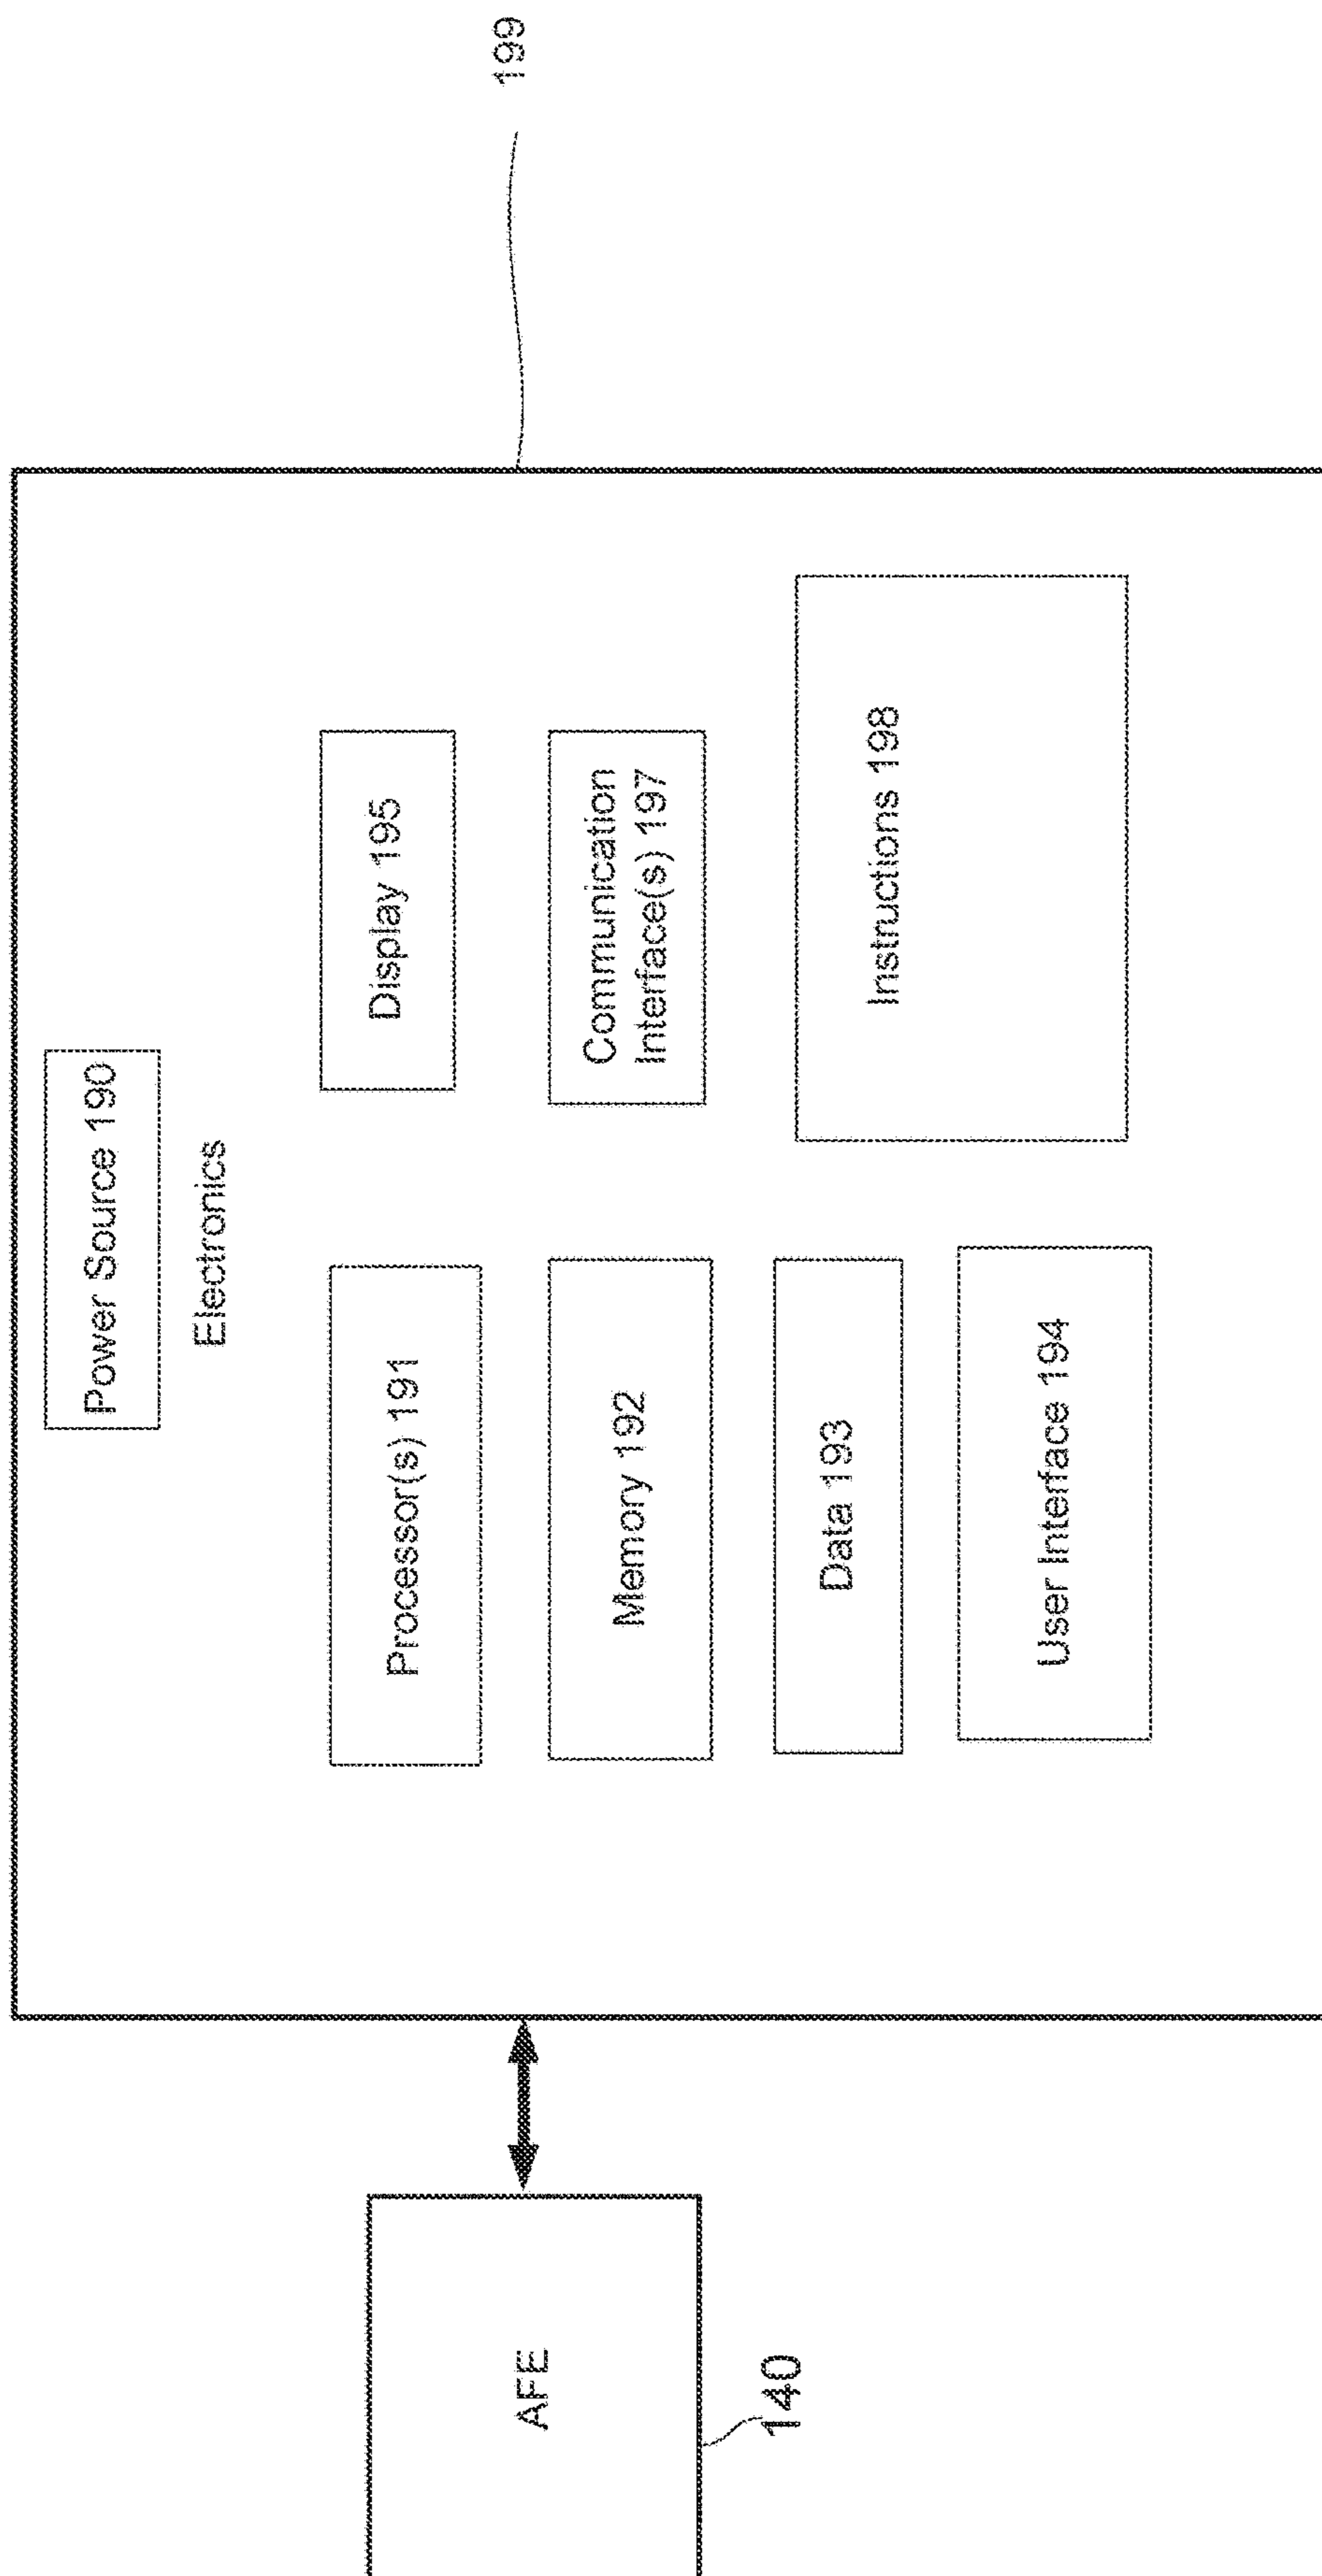 Power Source 190
Electronics
199
Processor(s) 191
Display 195
AFE
Memory 192
Communication
Interface(s) 197
140
Data 193
Instructions 198
User Interface 194